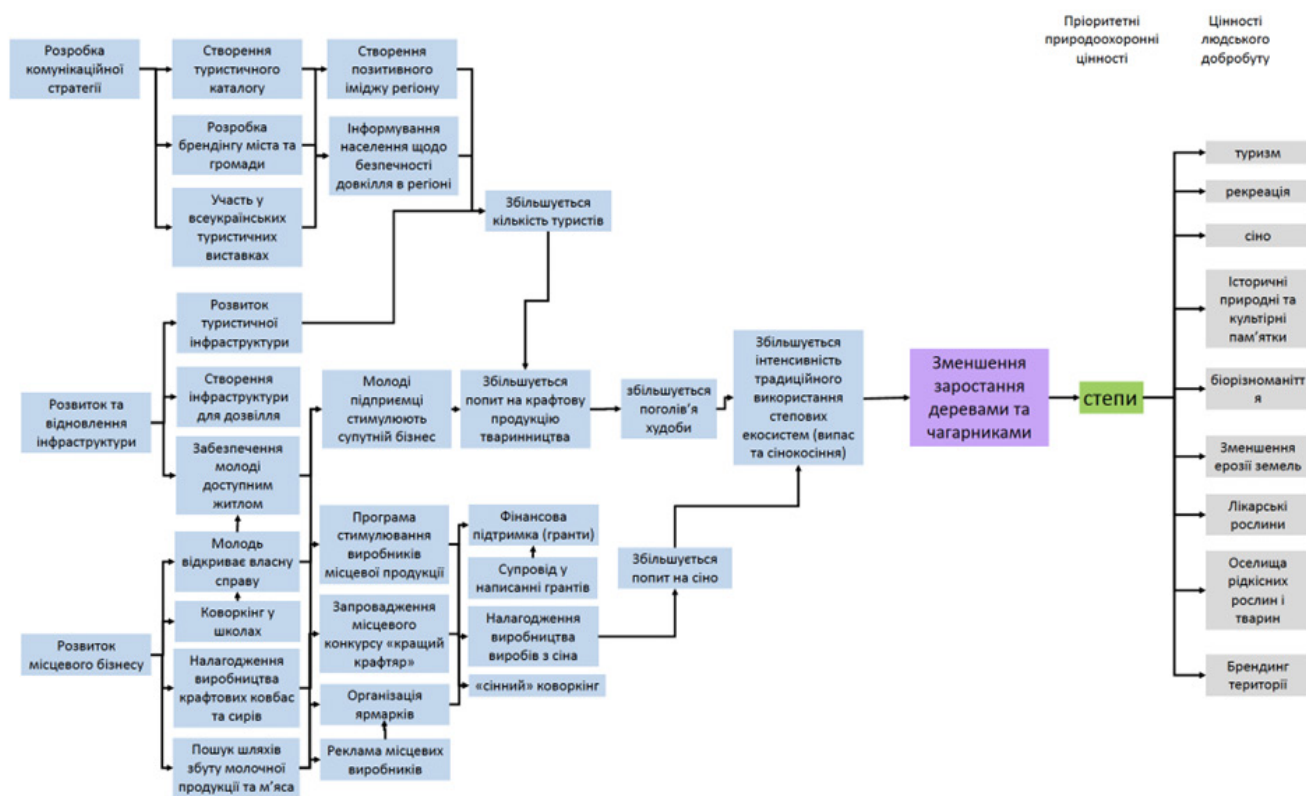 Пріоритетні
природоохоронні
цінності
Цінності
людського
добробуту
Розробка
комунікаційної
стратегії
Створення
туристичного
каталогу
Створення
позитивного
іміджу регіону
Розробка
брендінгу міста та
громади
Інформування
населення щодо
безпечності
довкілля в регіоні
Участь у
всеукраїнських
туристичних
виставках
Збільшується
кількість туристів
Розвиток та
відновлення
інфраструктури
Розвиток
туристичної
інфраструктури
Створення
інфраструктури
для дозвілля
Забезпечення
молоді
доступним
житлом
Молоді
підприємці
стимулюють
супутній бізнес
Збільшується
попит на крафтову
продукцію
тваринництва
збільшується
поголів’я
худоби
Збільшується
інтенсивність
традиційного
використання
степових
екосистем (випас
та сінокосіння)
Зменшення
заростання
деревами та
чагарниками
степи
Розвиток
місцевого бізнесу
Молодь
відкриває власну
справу
Коворкінг у
школах
Налагодження
виробництва
крафтових ковбас
та сирів
Пошук шляхів
збуту молочної
продукції та м’яса
Програма
стимулювання
виробників
місцевої продукції
Запровадження
місцевого
конкурсу «кращий
крафтяр»
Організація
ярмарків
Реклама місцевих
виробників
Фінансова
підтримка (гранти)
Супровід у
написанні грантів
Налагодження
виробництва
виробів з сіна
«сінний» коворкінг
Збільшується
попит на сіно
туризм
рекреація
сіно
Історичні
природні та
культірні
пам’ятки
біорізноманітт
я
Зменшення
ерозії земель
Лікарські
рослини
Оселища
рідкісних
рослин і
тварин
Брендинг
території